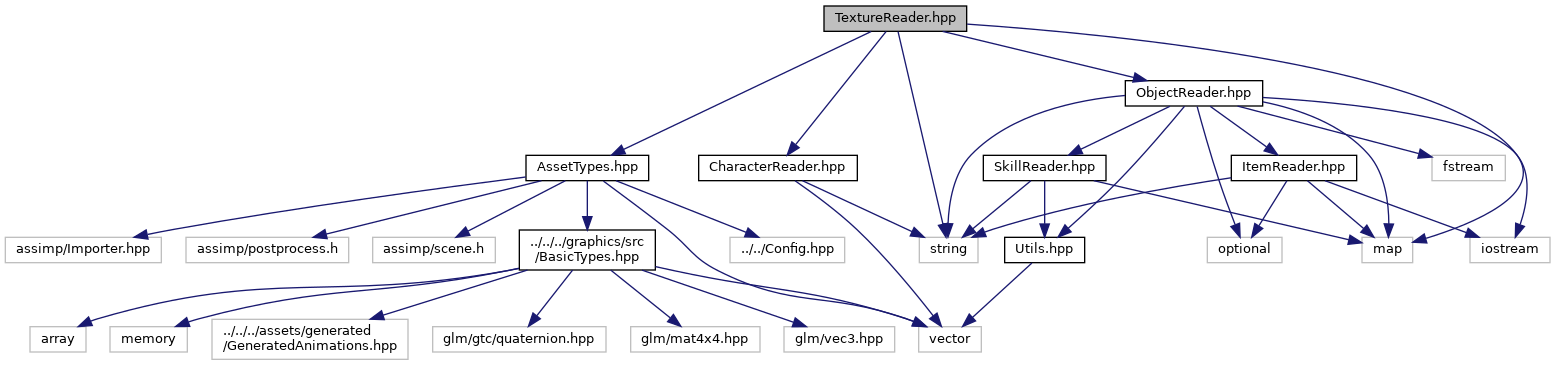 TextureReader.hpp
ObjectReader.hpp
AssetTypes.hpp
CharacterReader.hpp
SkillReader.hpp
ItemReader.hpp
fstream
assimp/Importer.hpp
assimp/postprocess.h
assimp/scene.h
../../../graphics/src
/BasicTypes.hpp
../../Config.hpp
string
Utils.hpp
optional
map
iostream
array
memory
../../../assets/generated
/GeneratedAnimations.hpp
glm/gtc/quaternion.hpp
glm/mat4x4.hpp
glm/vec3.hpp
vector